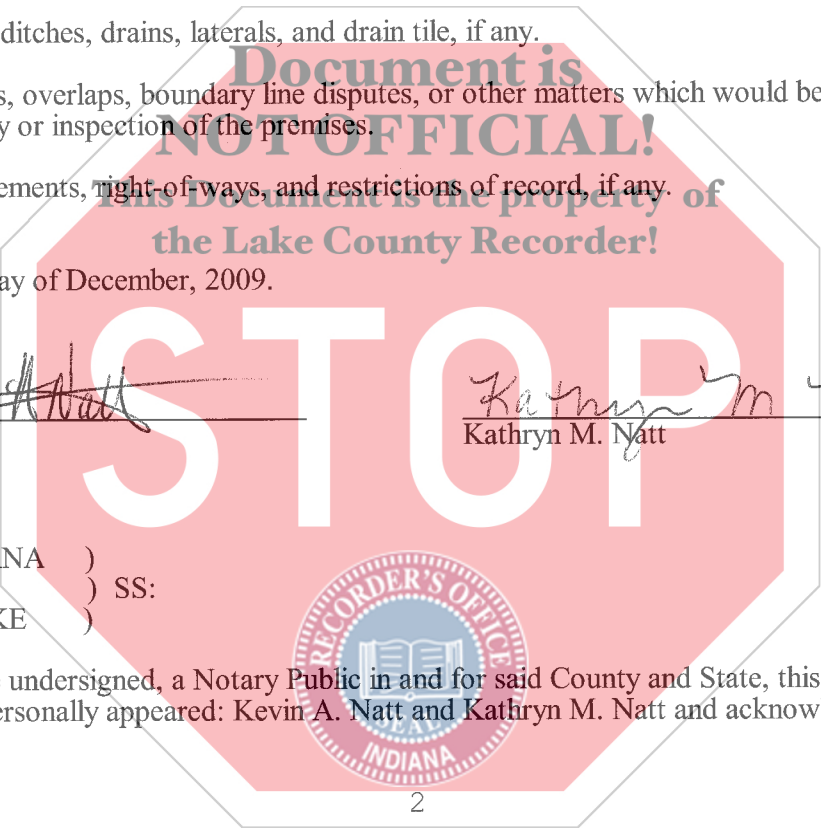 ditches, drains, laterals, and drain tile, if any.
Document is
s, overlaps, boundary line disputes, or other matters which would be
y or inspection of the premises.
NOT OFFICIAL!
ements, right-of-ways, and restrictions of record, if any.
This Document is the property of
the Lake County Recorder!
ay of December, 2009.
STOP
A Natt
Kathryn M
Kathryn M. Natt
NA )
) SS:
KE )
RECORDER'S OFFICE
SEAL
INDIANA
undersigned, a Notary Public in and for said County and State, this
ersonally appeared: Kevin A. Natt and Kathryn M. Natt and acknow
2